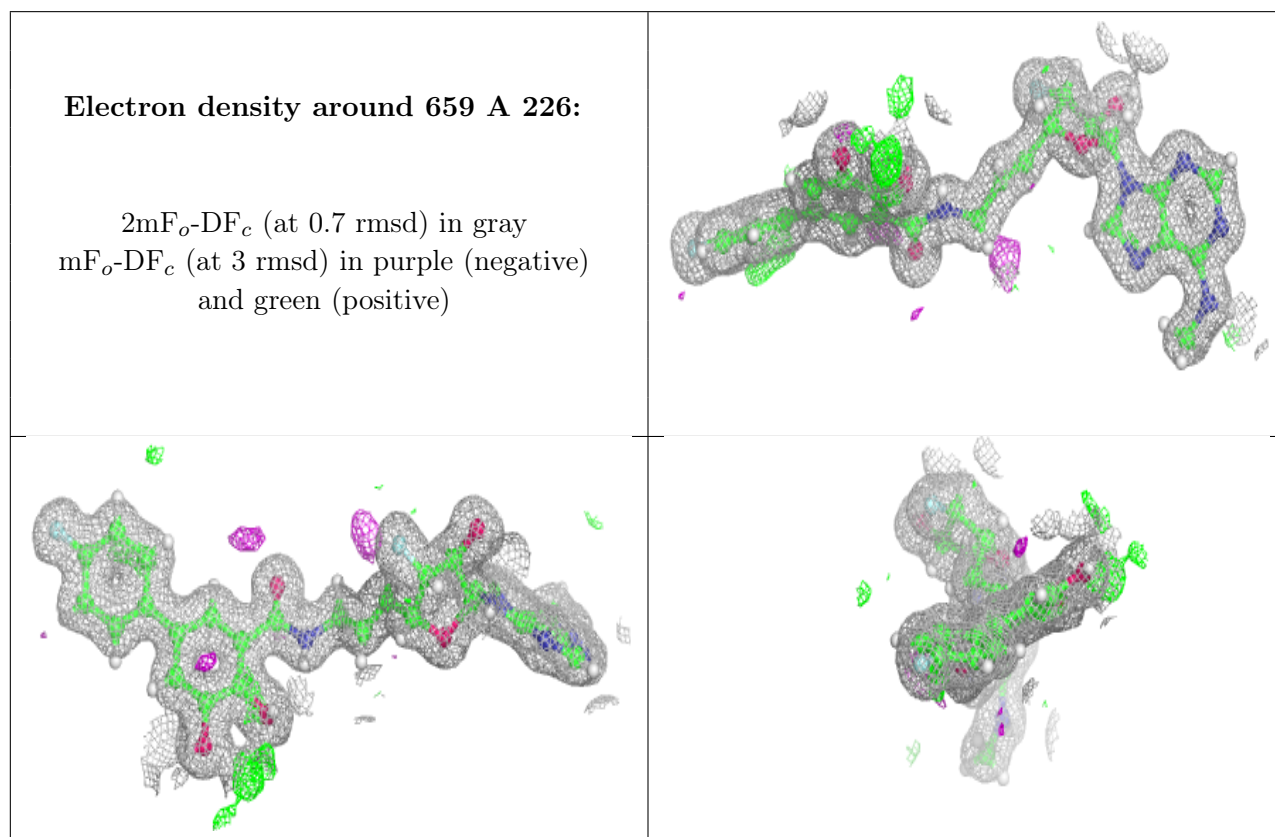 Electron density around 659 A 226:
2mFₒ-DF𝒸 (at 0.7 rmsd) in gray
mFₒ-DF𝒸 (at 3 rmsd) in purple (negative)
and green (positive)